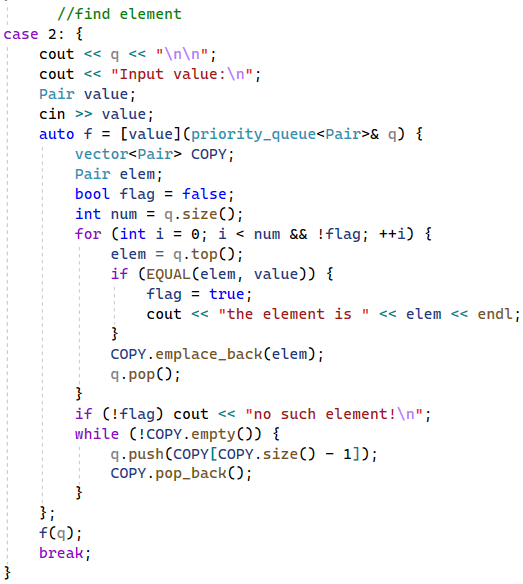 //find element
case 2: {
cout << q << "\n\n";
cout << "Input value:\n";
Pair value;
cin >> value;
auto f = [value](priority_queue<Pair>& q) {
vector<Pair> COPY;
Pair elem;
bool flag = false;
int num = q.size();
for (int i = 0; i < num && !flag; ++i) {
elem = q.top();
if (EQUAL(elem, value)) {
flag = true;
cout << "the element is " << elem << endl;
}
COPY.emplace_back(elem);
q.pop();
}
if (!flag) cout << "no such element!\n";
while (!COPY.empty()) {
q.push(COPY[COPY.size() - 1]);
COPY.pop_back();
}
};
f(q);
break;
}